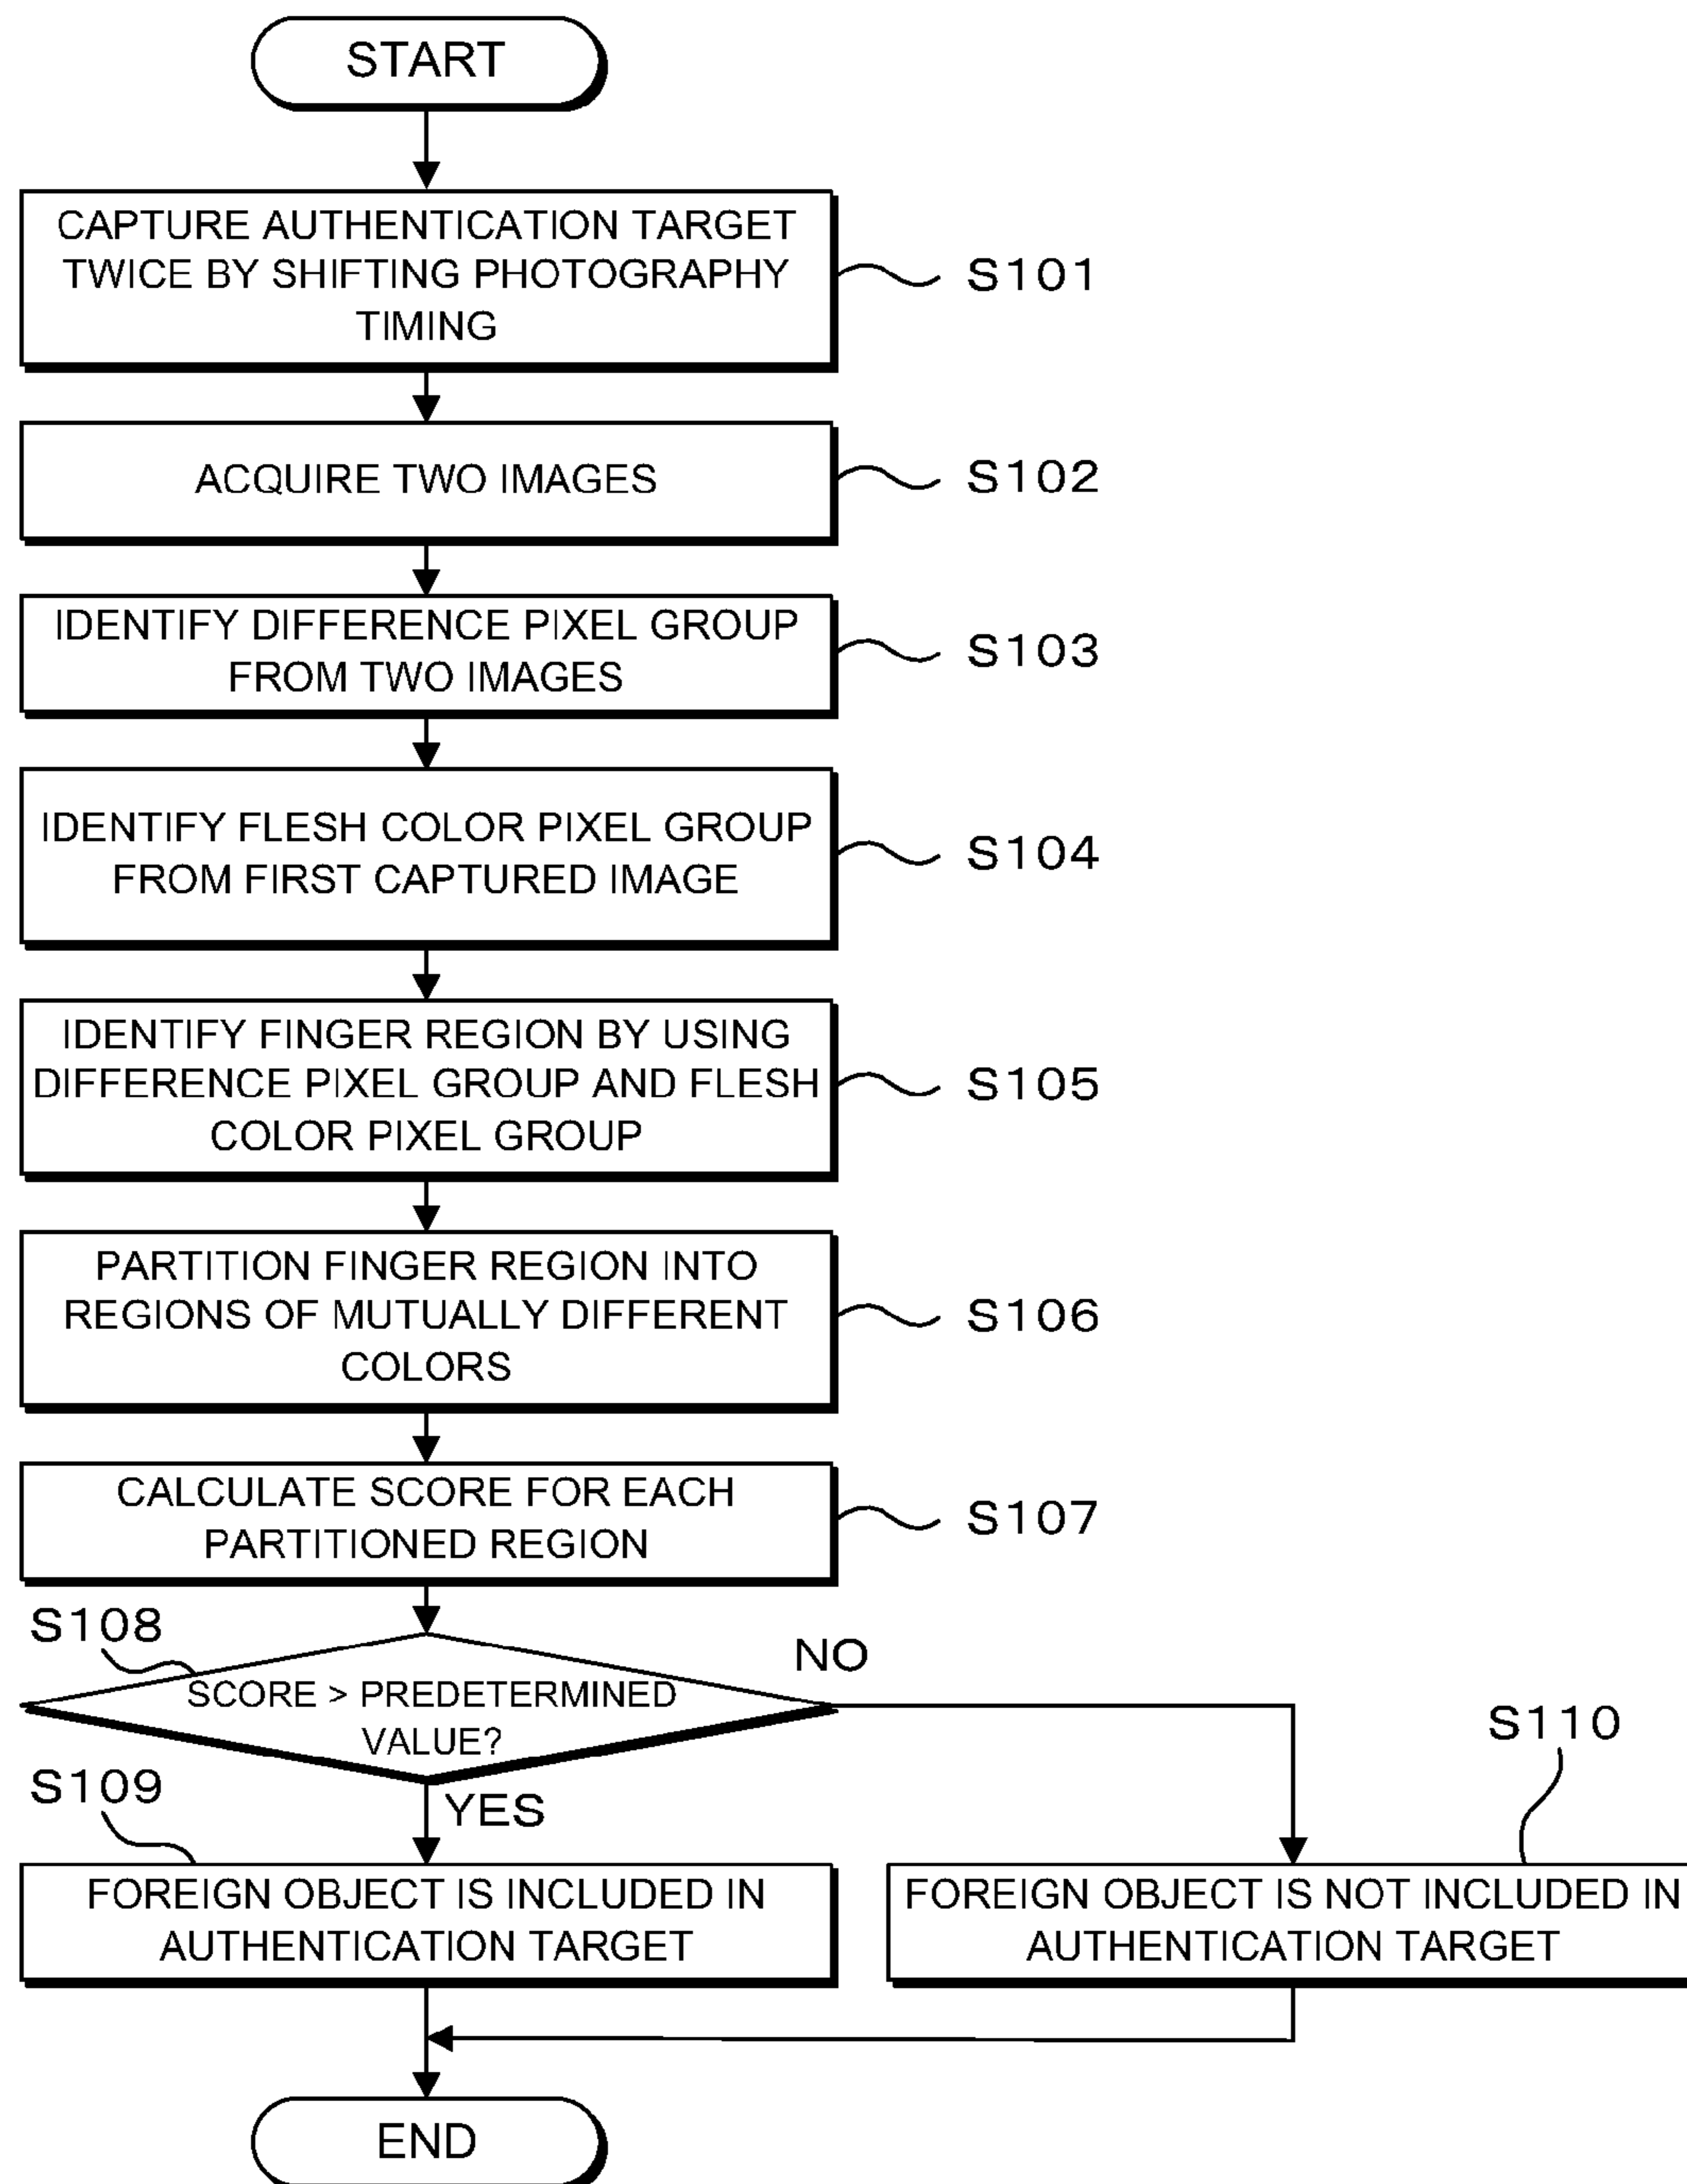 START
CAPTURE AUTHENTICATION TARGET
TWICE BY SHIFTING PHOTOGRAPHY
TIMING
S101
ACQUIRE TWO IMAGES
S102
IDENTIFY DIFFERENCE PIXEL GROUP
FROM TWO IMAGES
S103
IDENTIFY FLESH COLOR PIXEL GROUP
FROM FIRST CAPTURED IMAGE
S104
IDENTIFY FINGER REGION BY USING
DIFFERENCE PIXEL GROUP AND FLESH
COLOR PIXEL GROUP
S105
PARTITION FINGER REGION INTO
REGIONS OF MUTUALLY DIFFERENT
COLORS
S106
CALCULATE SCORE FOR EACH
PARTITIONED REGION
S107
S108
SCORE > PREDETERMINED
VALUE?
NO
YES
S109
FOREIGN OBJECT IS INCLUDED IN
AUTHENTICATION TARGET
S110
FOREIGN OBJECT IS NOT INCLUDED IN
AUTHENTICATION TARGET
END